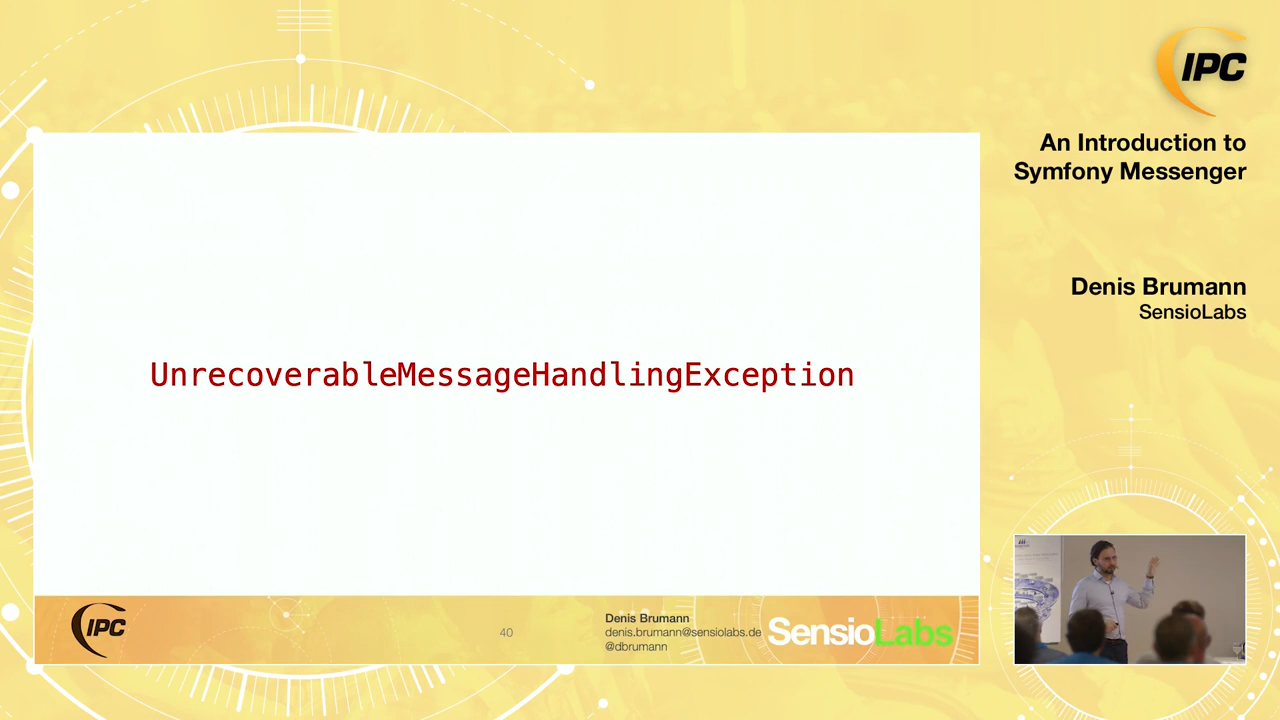 IPC
An Introduction to
Symfony Messenger
Denis Brumann
SensioLabs
UnrecoverableMessageHandlingException
IPC
40
Denis Brumann
denis.brumann@sensiolabs.de
@dbrumann
SensioLabs